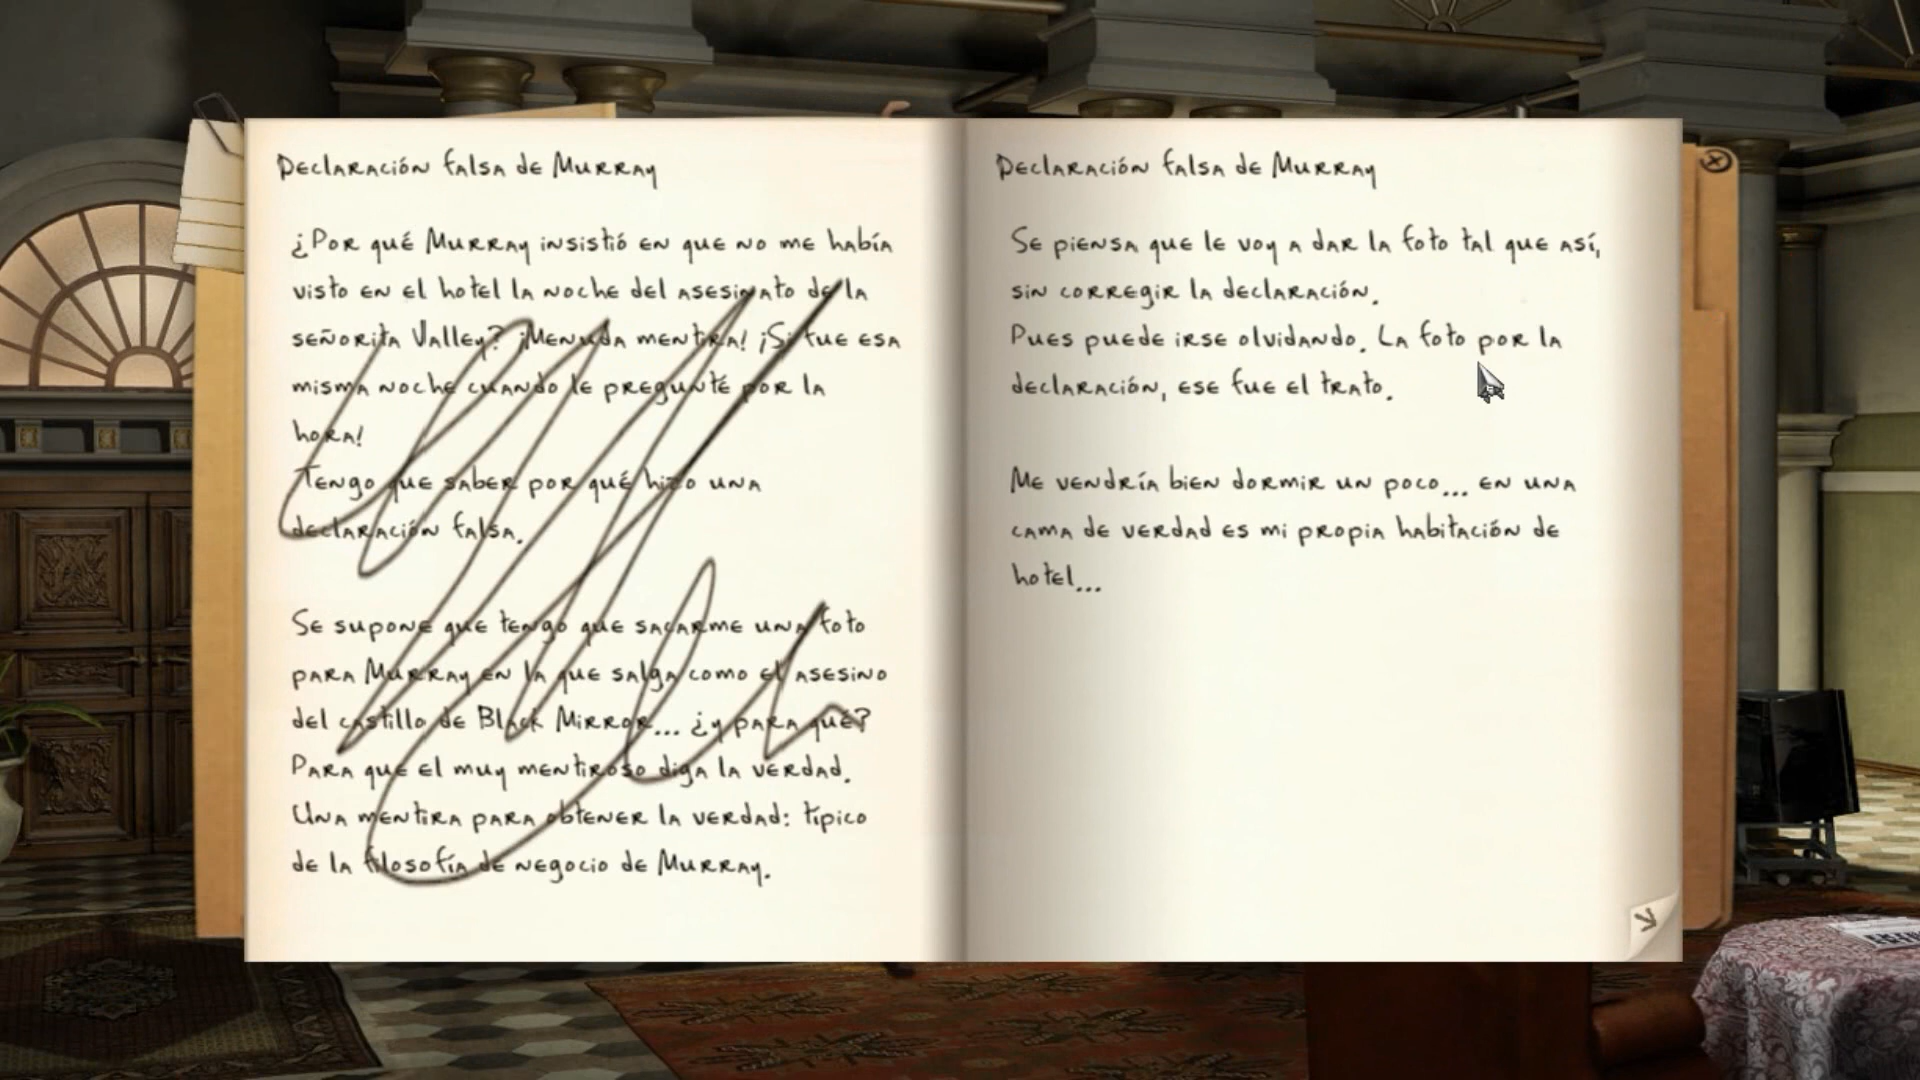 Declaración falsa de Murray
¿Por qué Murray insistió en que no me había
visto en el hotel la noche del asesinato de la
señorita Valley? ¡Menuda mentira! ¡Si fue esa
misma noche cuando le pregunté por la
hora!
Tengo que saber por qué hizo una
declaración falsa.
Se supone que tengo que sacarme una foto
para Murray en la que salga como el asesino
del castillo de Black Mirror... ¿y para qué?
Para que el muy mentiroso diga la verdad.
Una mentira para obtener la verdad: típico
de la filosofía de negocio de Murray.
Declaración falsa de Murray
Se piensa que le voy a dar la foto tal que así,
sin corregir la declaración.
Pues puede irse olvidando. La foto por la
declaración, ese fue el trato.
Me vendría bien dormir un poco... en una
cama de verdad es mi propia habitación de
hotel...